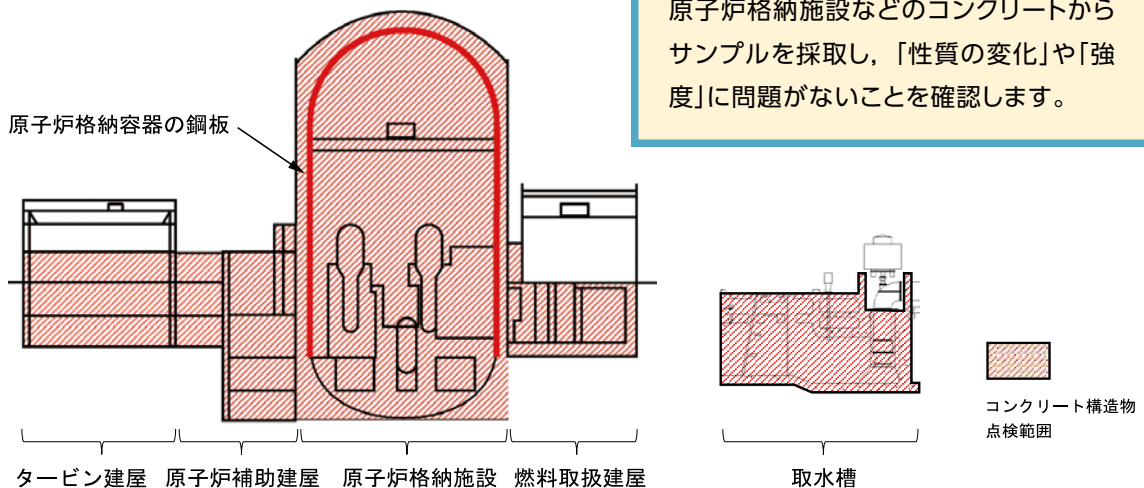 原子炉格納施設などのコンクリートから
サンプルを採取し，「性質の変化」や「強
度」に問題がないことを確認します。
原子炉格納容器の鋼板
コンクリート構造物
点検範囲
タービン建屋
原子炉補助建屋
原子炉格納施設
燃料取扱建屋
取水槽